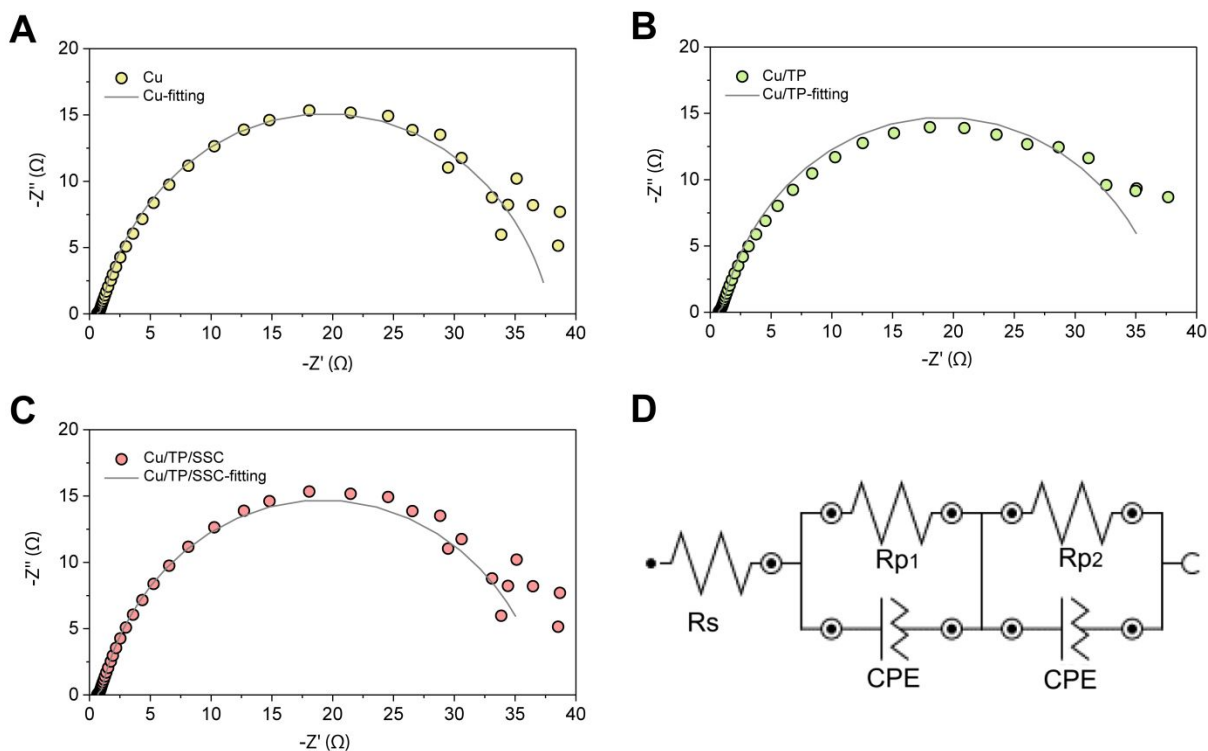 A
20
15
10
5
0
-Z'' (Ω)
Cu
Cu-fitting
0 5 10 15 20 25 30 35 40
-Z' (Ω)
B
20
15
10
5
0
-Z'' (Ω)
Cu/TP
Cu/TP-fitting
0 5 10 15 20 25 30 35 40
-Z' (Ω)
C
20
15
10
5
0
-Z'' (Ω)
Cu/TP/SSC
Cu/TP/SSC-fitting
0 5 10 15 20 25 30 35 40
-Z' (Ω)
D
Rs
Rp1
Rp2
CPE
CPE